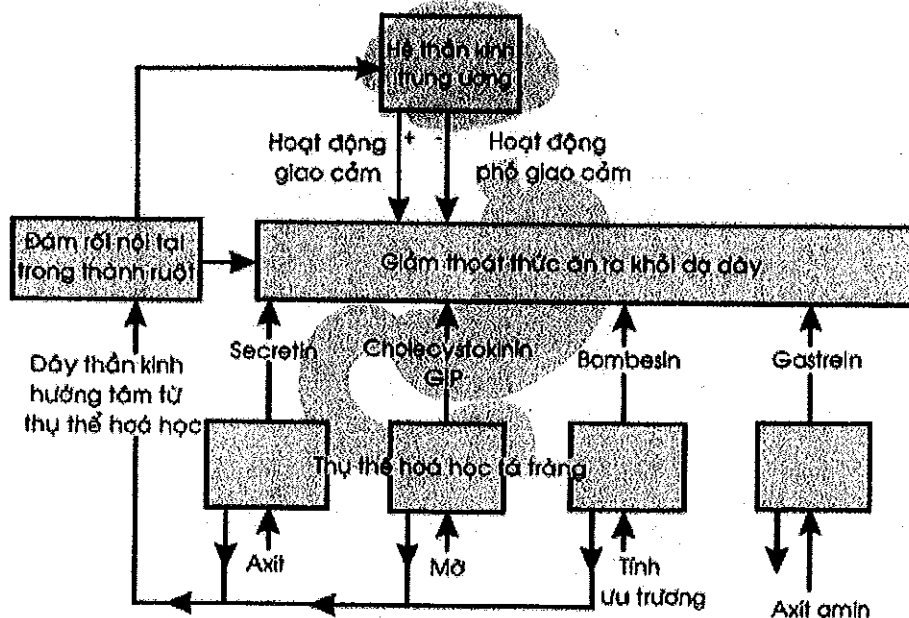 Hệ thần kinh
trung ương
Hoạt động
giao cảm
+
-
Hoạt động
phó giao cảm
Đám rối nội tại
trong thành ruột
Giảm thoát thức ăn ra khỏi dạ dày
Dây thần kinh
hướng tâm từ
thụ thể hoá học
Secretin
Cholecystokinin
GIP
Bombesin
Gastrein
Thụ thể hoá học tá tràng
Axit
Mỡ
Tính
ưu trương
Axit amin